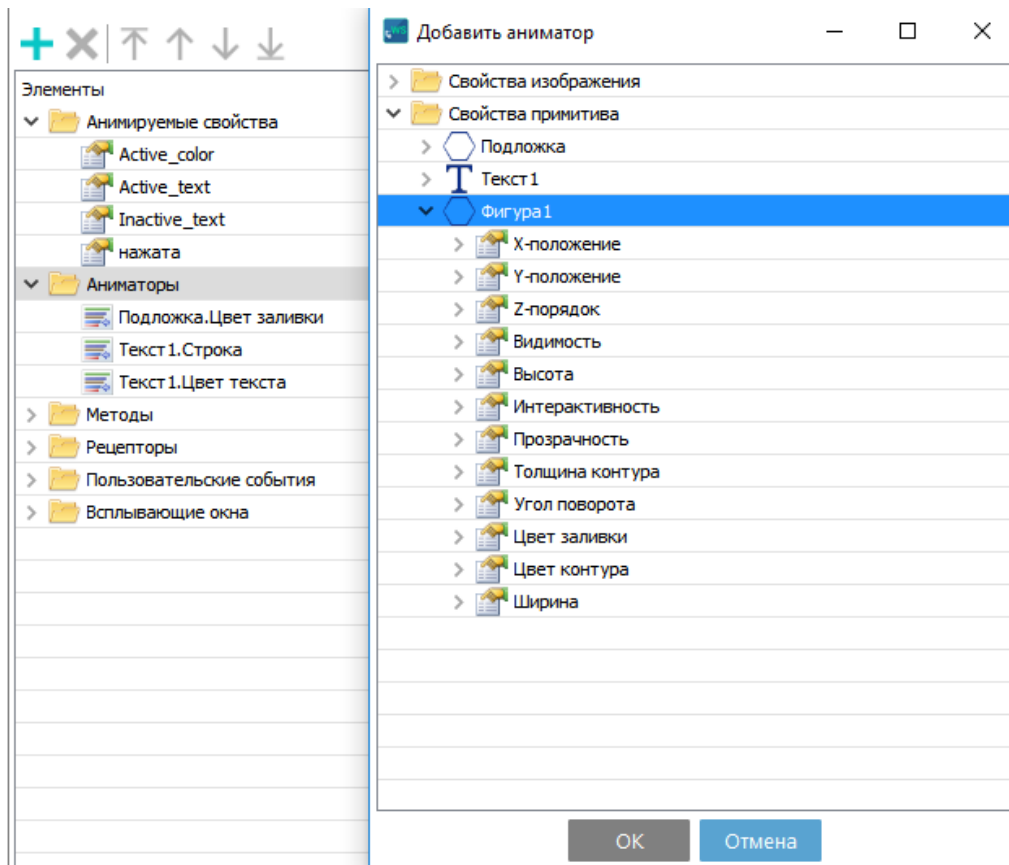 Элементы
Анимируемые свойства
Active_color
Active_text
Inactive_text
нажата
Аниматоры
Подложка.Цвет заливки
Текст1.Строка
Текст1.Цвет текста
Методы
Рецепторы
Пользовательские события
Всплывающие окна
WS
Добавить аниматор
Свойства изображения
Свойства примитива
Подложка
Текст1
Фигура1
X-положение
Y-положение
Z-порядок
Видимость
Высота
Интерактивность
Прозрачность
Толщина контура
Угол поворота
Цвет заливки
Цвет контура
Ширина
OK
Отмена